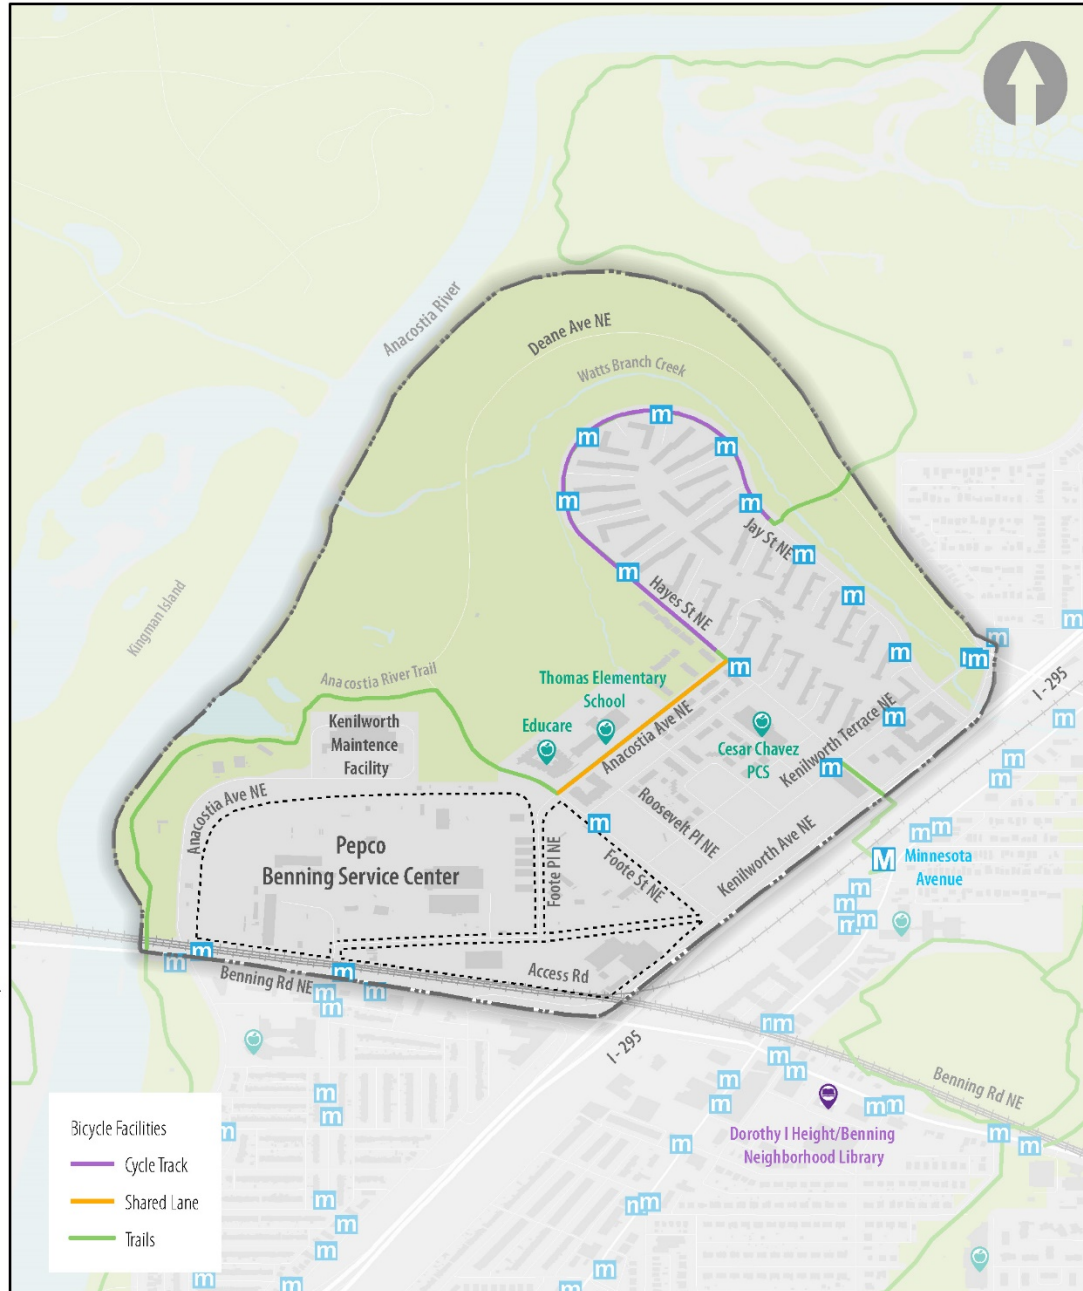 Anacostia River
Deane Ave NE
Watts Branch Creek
m
m
m
m
m
Jay St NE
m
m
m
Hayes St NE
Kingman Island
m
m
m
m
m
m
I - 295
Anacostia River Trail
Thomas Elementary
School
Educare
Anacostia Ave NE
Cesar Chavez
PCS
Kenilworth Terrace NE
m
m
m
m
m
Kenilworth
Maintence
Facility
Anacostia Ave NE
Roosevelt Pl NE
Kenilworth Ave NE
m
m
m
M
Minnesota
Avenue
Pepco
Benning Service Center
Foote Pl NE
Foote St NE
m
m
m
m
Access Rd
m
m
m
Benning Rd NE
m
m
m
I - 295
m
m
m
m
m
Benning Rd NE
m
m
m
m
Dorothy I Height/Benning
Neighborhood Library
m
m
m
m
m
m
m
m
m
m
m
m
m
m
Bicycle Facilities
Cycle Track
Shared Lane
Trails